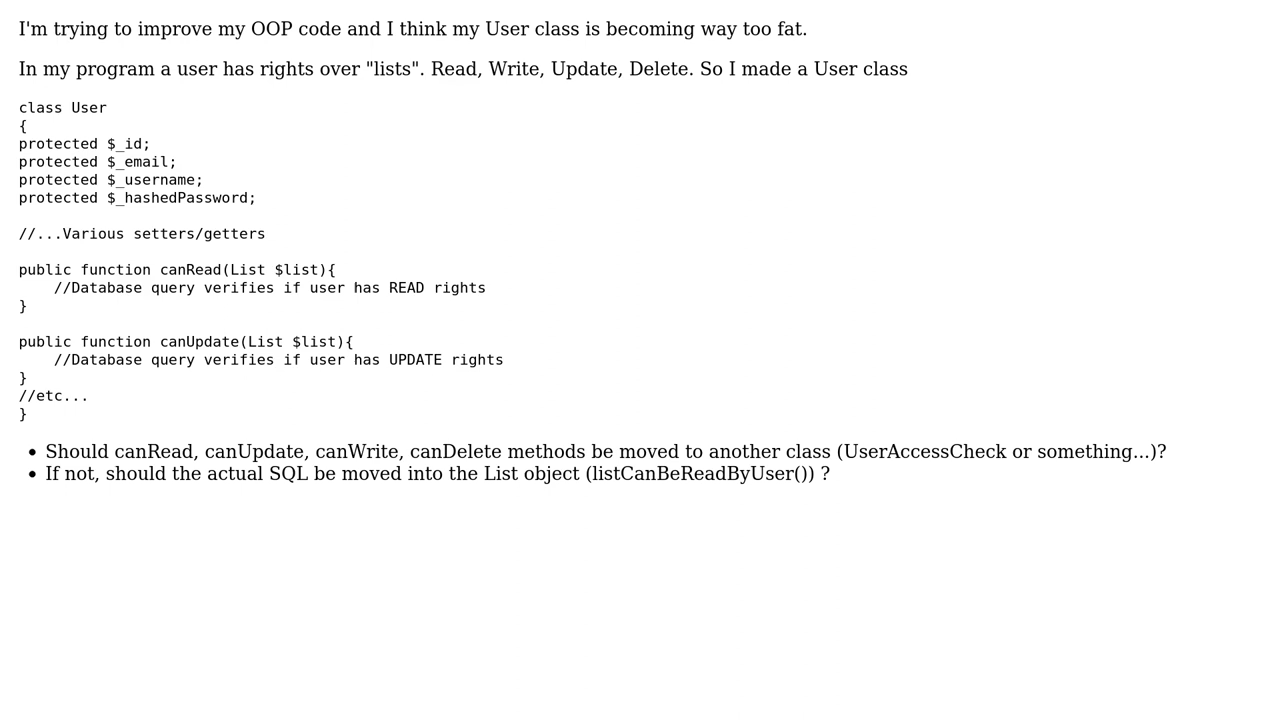 I'm trying to improve my OOP code and I think my User class is becoming way too fat.
In my program a user has rights over "lists". Read, Write, Update, Delete. So I made a User class
class User
{
protected $_id;
protected $_email;
protected $_username;
protected $_hashedPassword;
//...Various setters/getters
public function canRead(List $list){
    //Database query verifies if user has READ rights
}
public function canUpdate(List $list){
    //Database query verifies if user has UPDATE rights
}
//etc...
}
• Should canRead, canUpdate, canWrite, canDelete methods be moved to another class (UserAccessCheck or something...)?
• If not, should the actual SQL be moved into the List object (listCanBeReadByUser()) ?